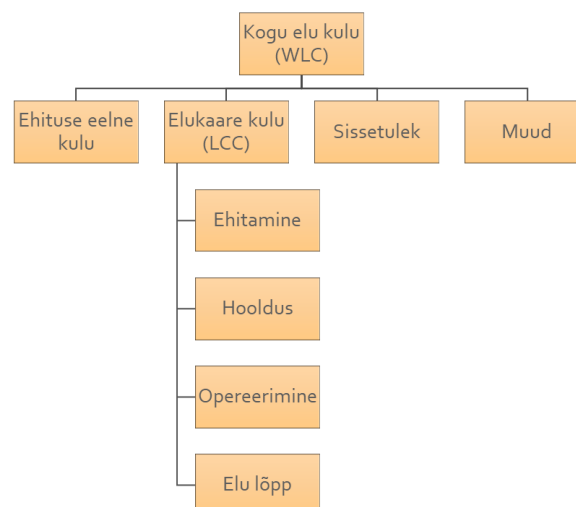 Kogu elu kulu
(WLC)
Ehituse eelne
kulu
Elukaare kulu
(LCC)
Sissetulek
Muud
Ehitamine
Hooldus
Opereerimine
Elu lõpp